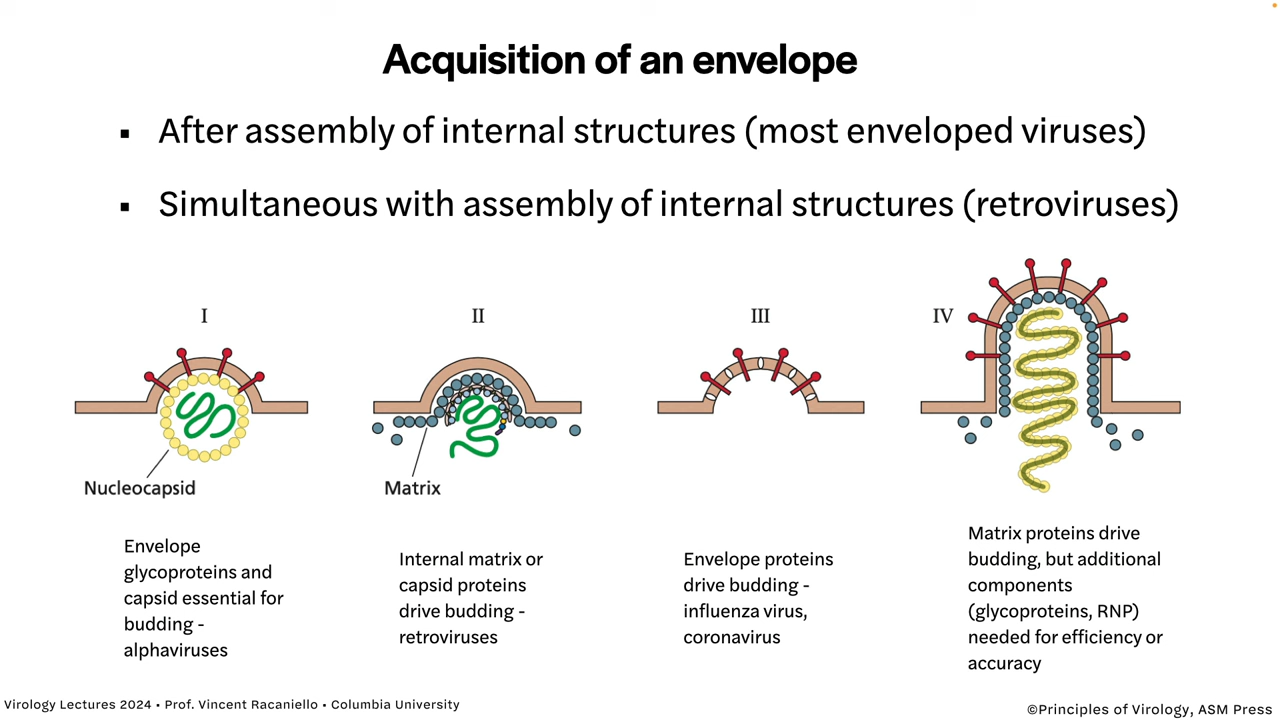 Acquisition of an envelope
▪ After assembly of internal structures (most enveloped viruses)
▪ Simultaneous with assembly of internal structures (retroviruses)
I
II
III
IV
Nucleocapsid
Matrix
Envelope
glycoproteins and
capsid essential for
budding -
alphaviruses
Internal matrix or
capsid proteins
drive budding -
retroviruses
Envelope proteins
drive budding -
influenza virus,
coronavirus
Matrix proteins drive
budding, but additional
components
(glycoproteins, RNP)
needed for efficiency or
accuracy
Virology Lectures 2024 • Prof. Vincent Racaniello • Columbia University
©Principles of Virology, ASM Press